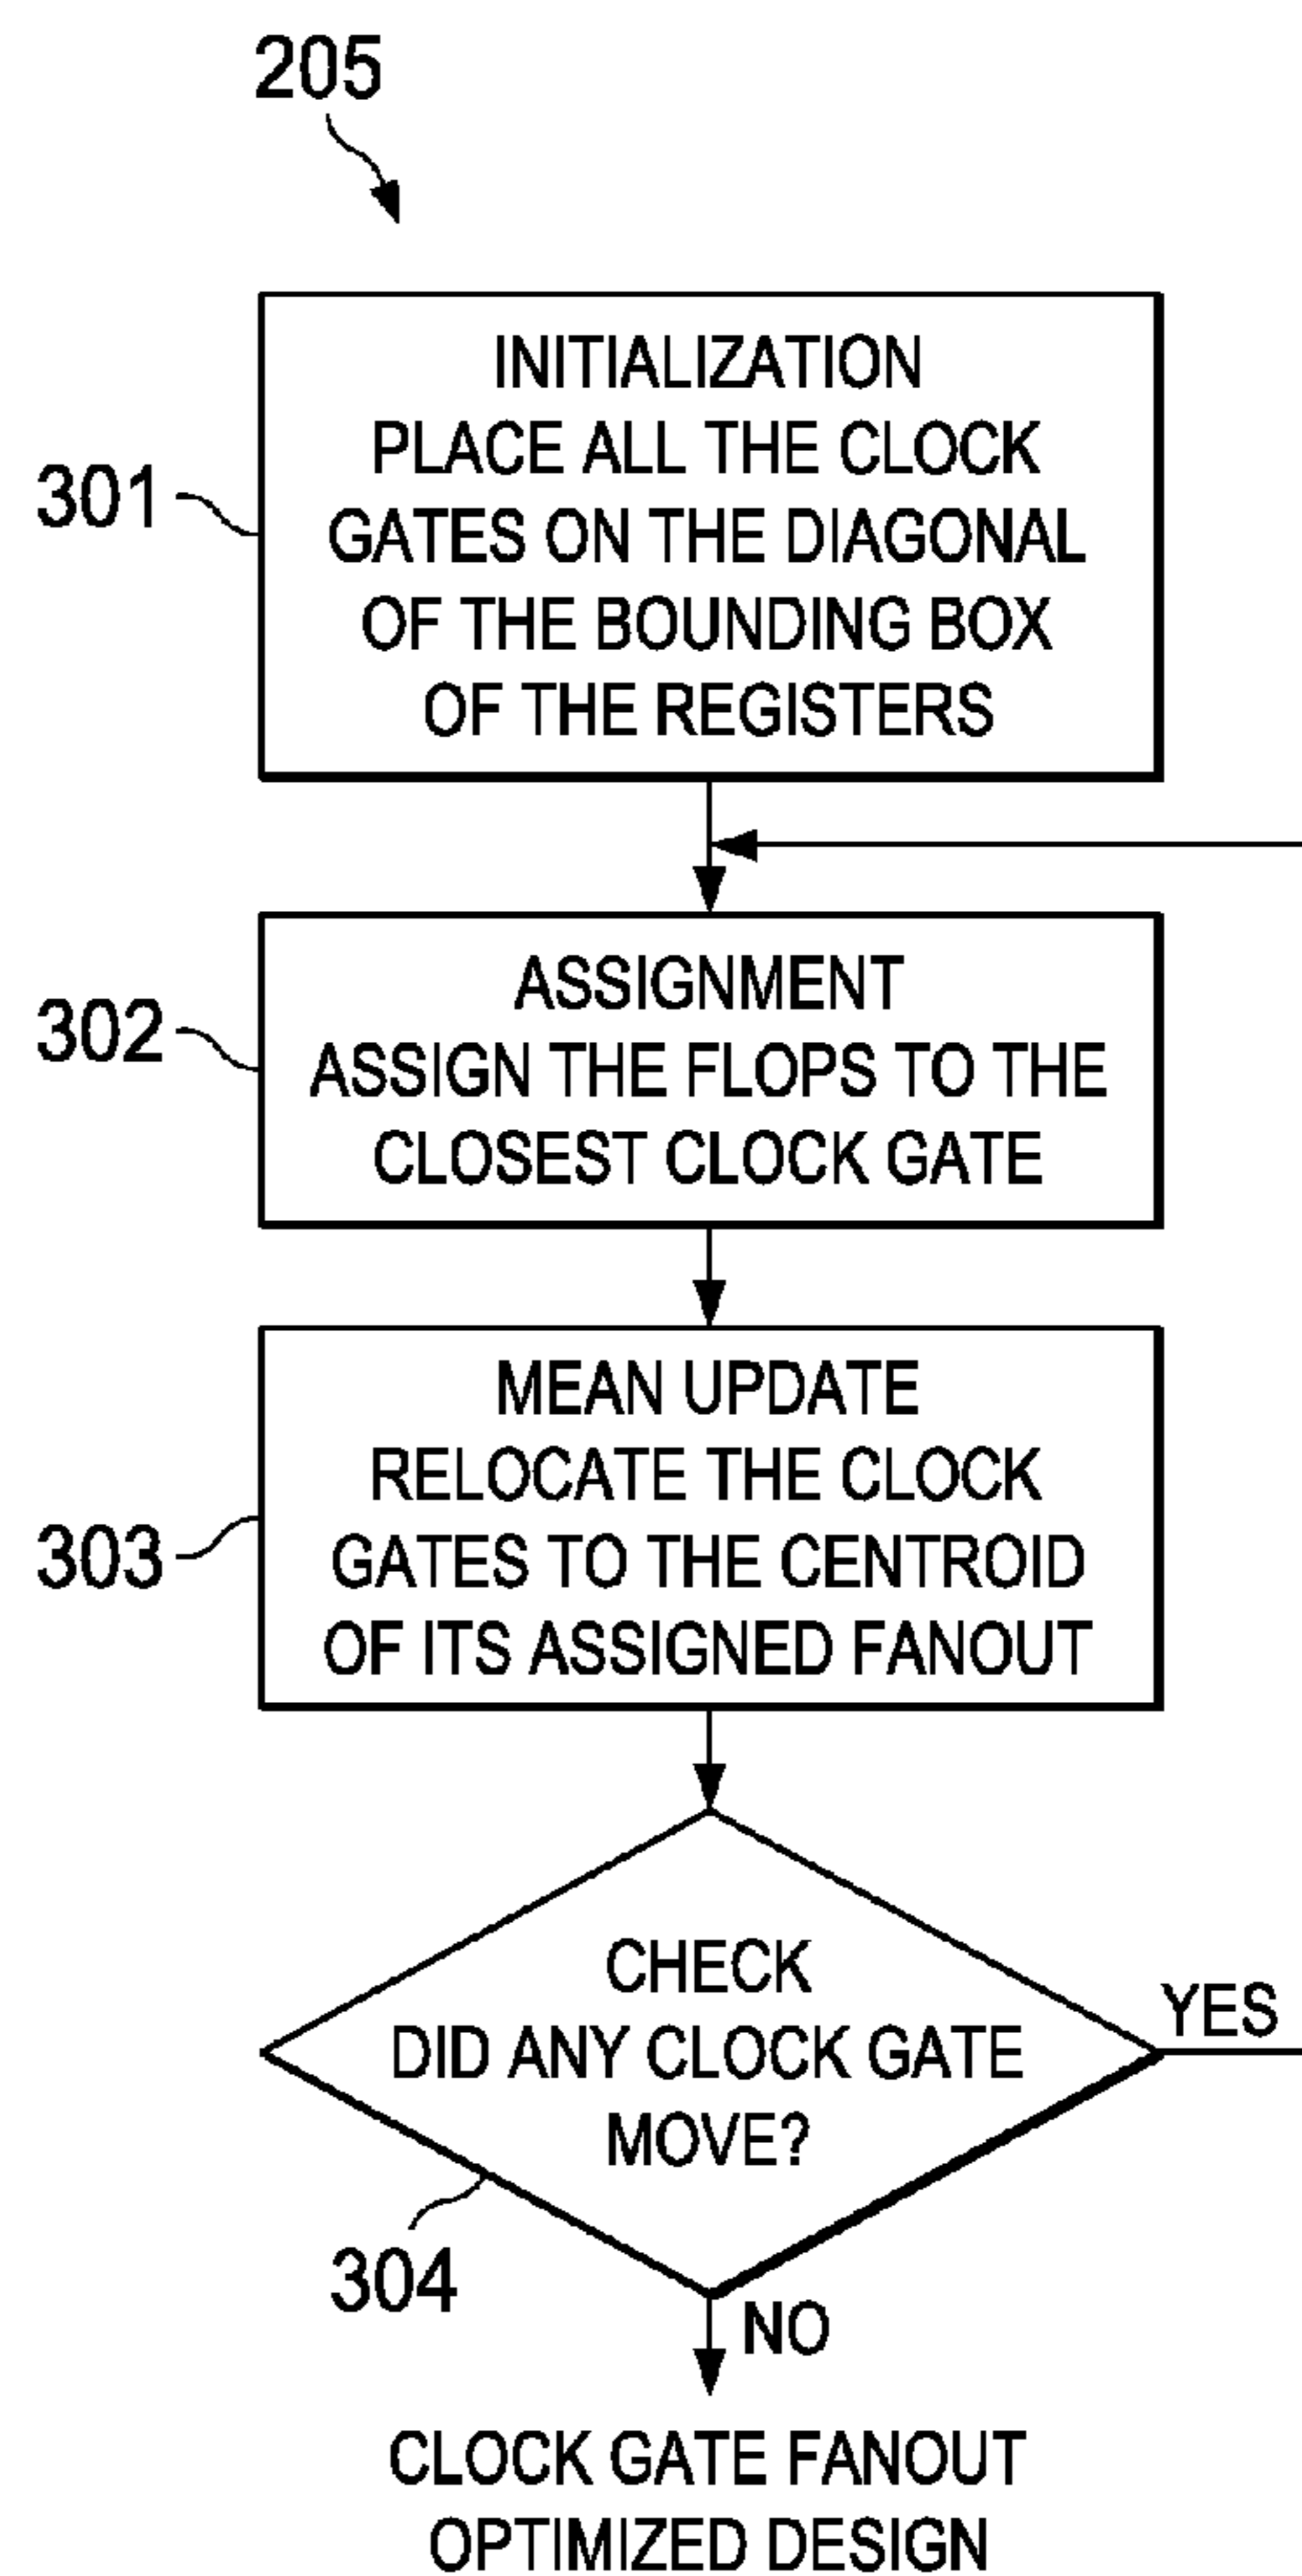 205
301
INITIALIZATION
PLACE ALL THE CLOCK
GATES ON THE DIAGONAL
OF THE BOUNDING BOX
OF THE REGISTERS
302
ASSIGNMENT
ASSIGN THE FLOPS TO THE
CLOSEST CLOCK GATE
303
MEAN UPDATE
RELOCATE THE CLOCK
GATES TO THE CENTROID
OF ITS ASSIGNED FANOUT
CHECK
DID ANY CLOCK GATE
MOVE?
YES
304
NO
CLOCK GATE FANOUT
OPTIMIZED DESIGN